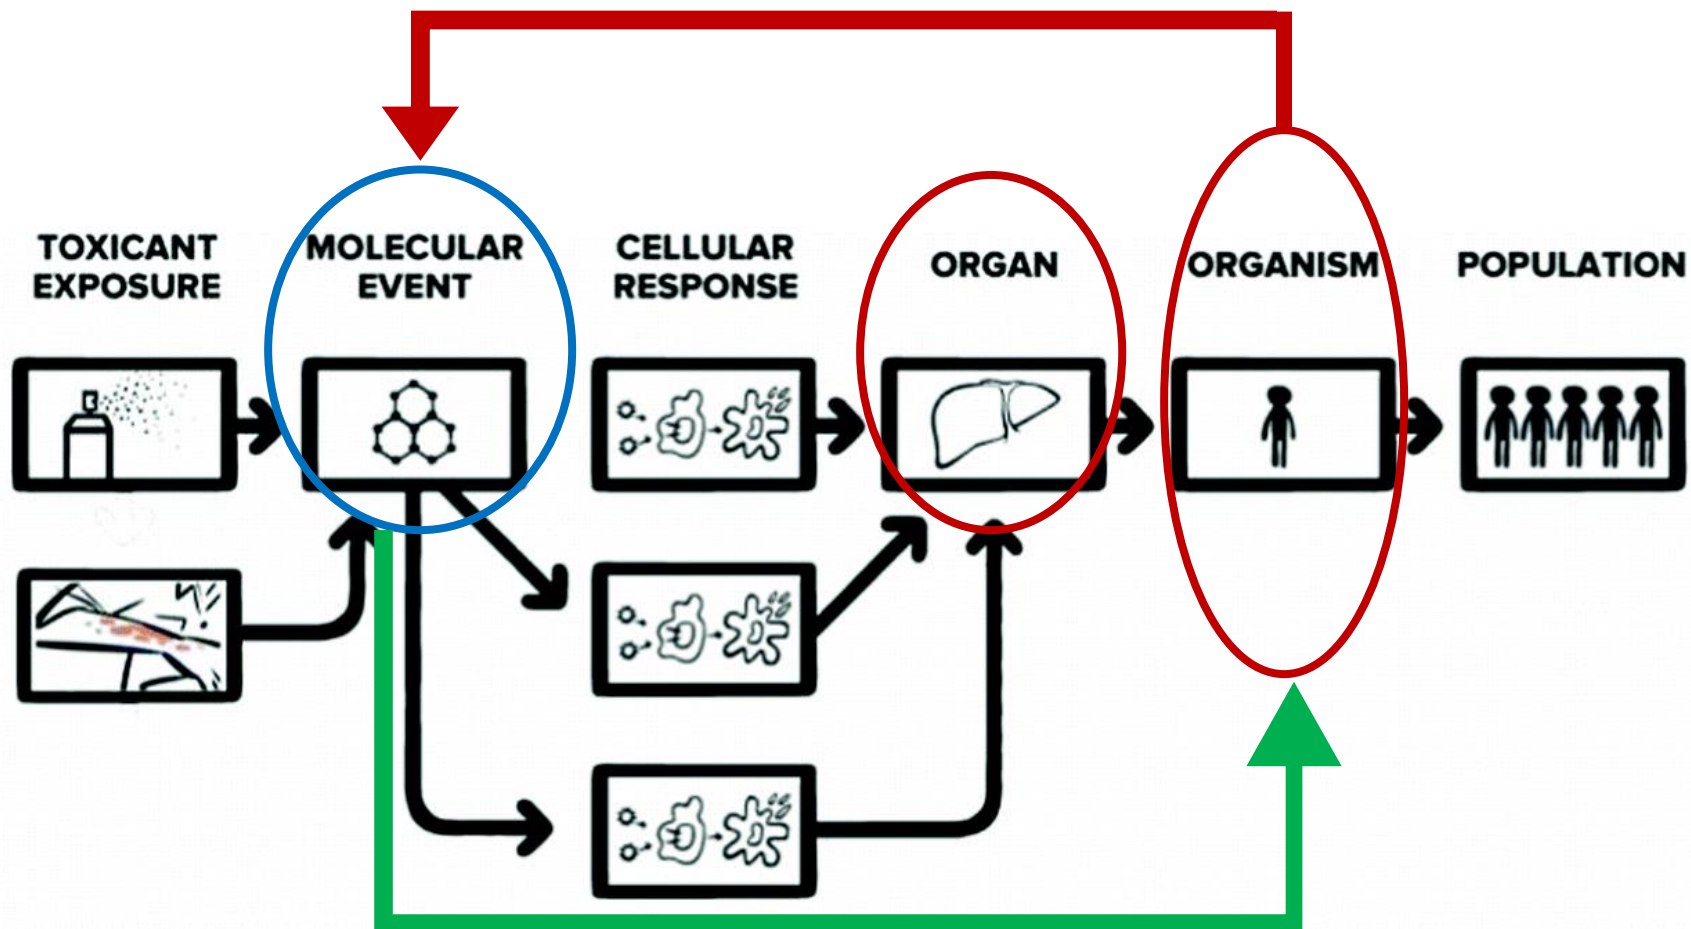 TOXICANT
EXPOSURE
MOLECULAR
EVENT
CELLULAR
RESPONSE
ORGAN
ORGANISM
POPULATION